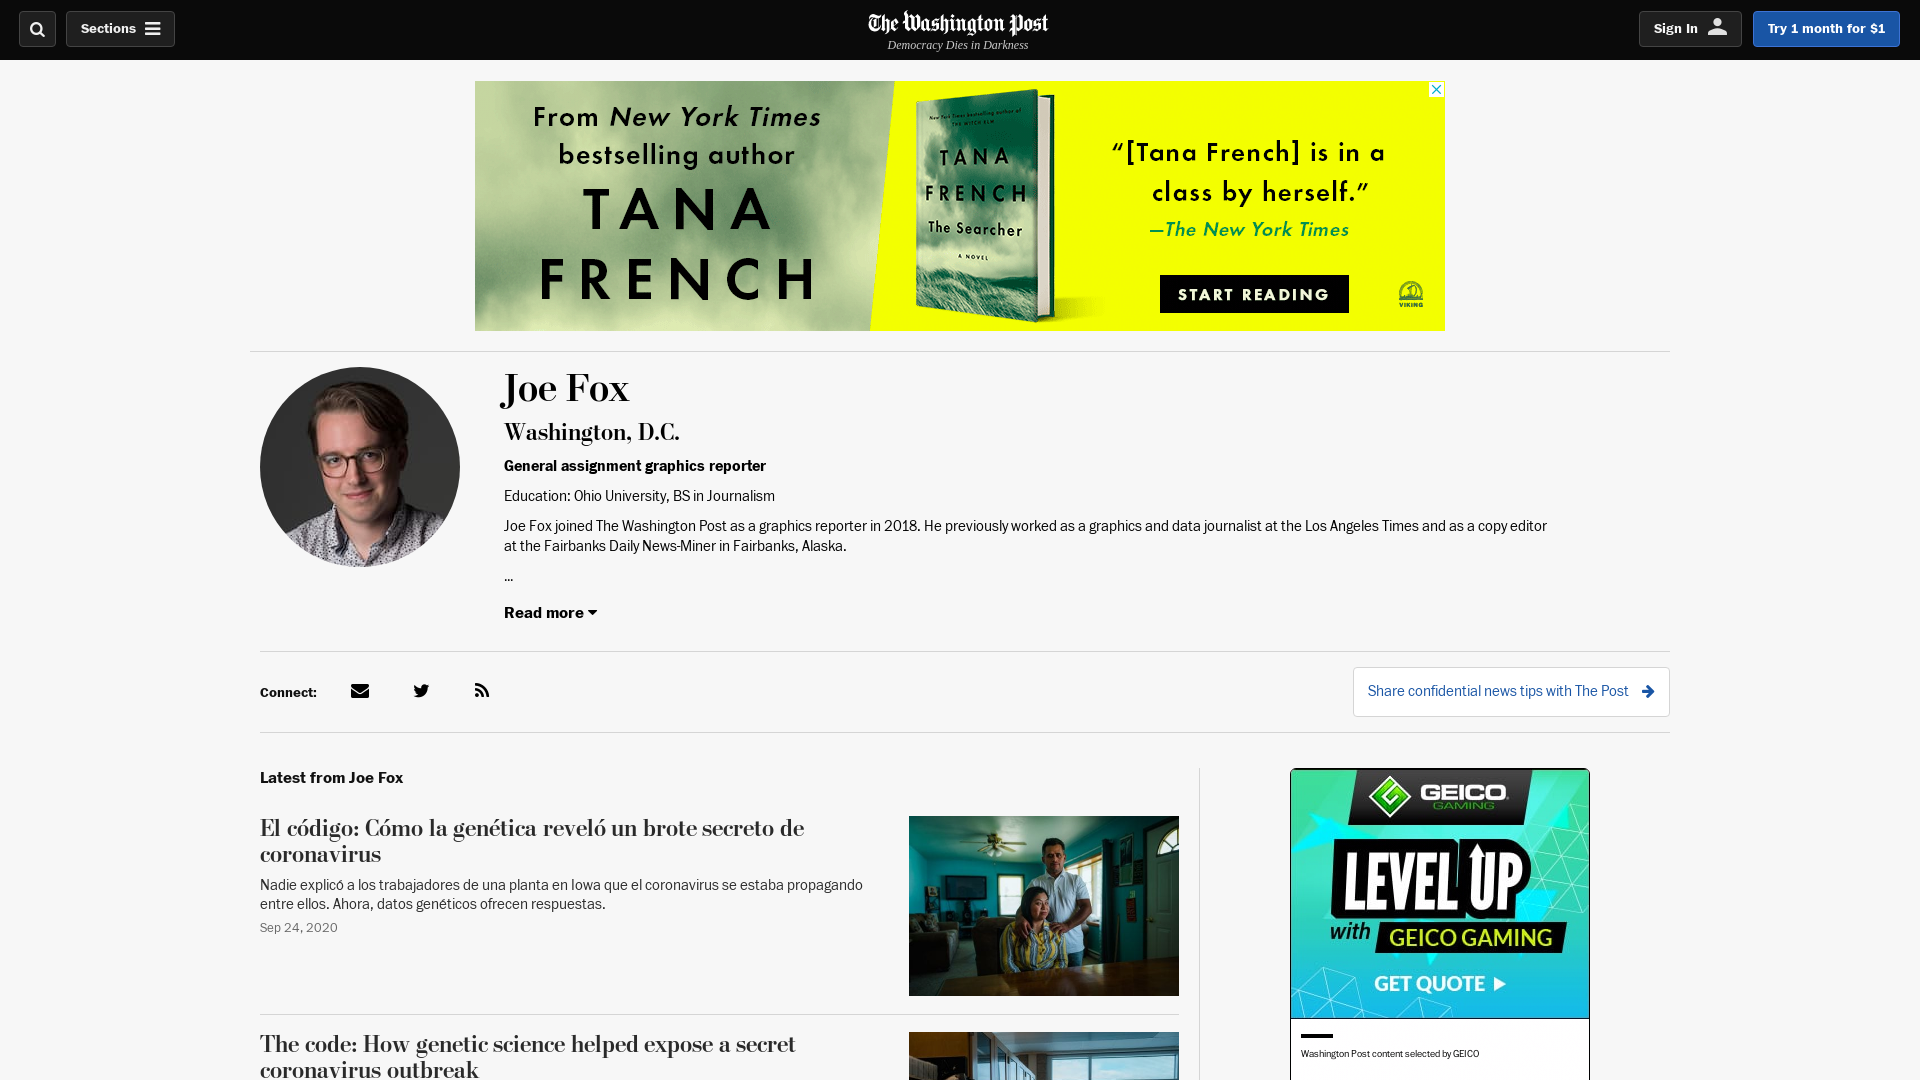 Sections
The Washington Post
Democracy Dies in Darkness
Sign In
Try 1 month for $1
From New York Times
bestselling author
TANA
FRENCH
New York Times bestselling author of
THE WITCH ELM
TANA
FRENCH
The Searcher
A NOVEL
“[Tana French] is in a
class by herself.”
—The New York Times
START READING
VIKING
Joe Fox
Washington, D.C.
General assignment graphics reporter
Education: Ohio University, BS in Journalism
Joe Fox joined The Washington Post as a graphics reporter in 2018. He previously worked as a graphics and data journalist at the Los Angeles Times and as a copy editor
at the Fairbanks Daily News-Miner in Fairbanks, Alaska.
...
Read more
Connect:
Share confidential news tips with The Post
Latest from Joe Fox
El código: Cómo la genética reveló un brote secreto de
coronavirus
Nadie explicó a los trabajadores de una planta en Iowa que el coronavirus se estaba propagando
entre ellos. Ahora, datos genéticos ofrecen respuestas.
Sep 24, 2020
The code: How genetic science helped expose a secret
coronavirus outbreak
GEICO
GAMING
LEVEL UP
with GEICO GAMING
GET QUOTE
Washington Post content selected by GEICO